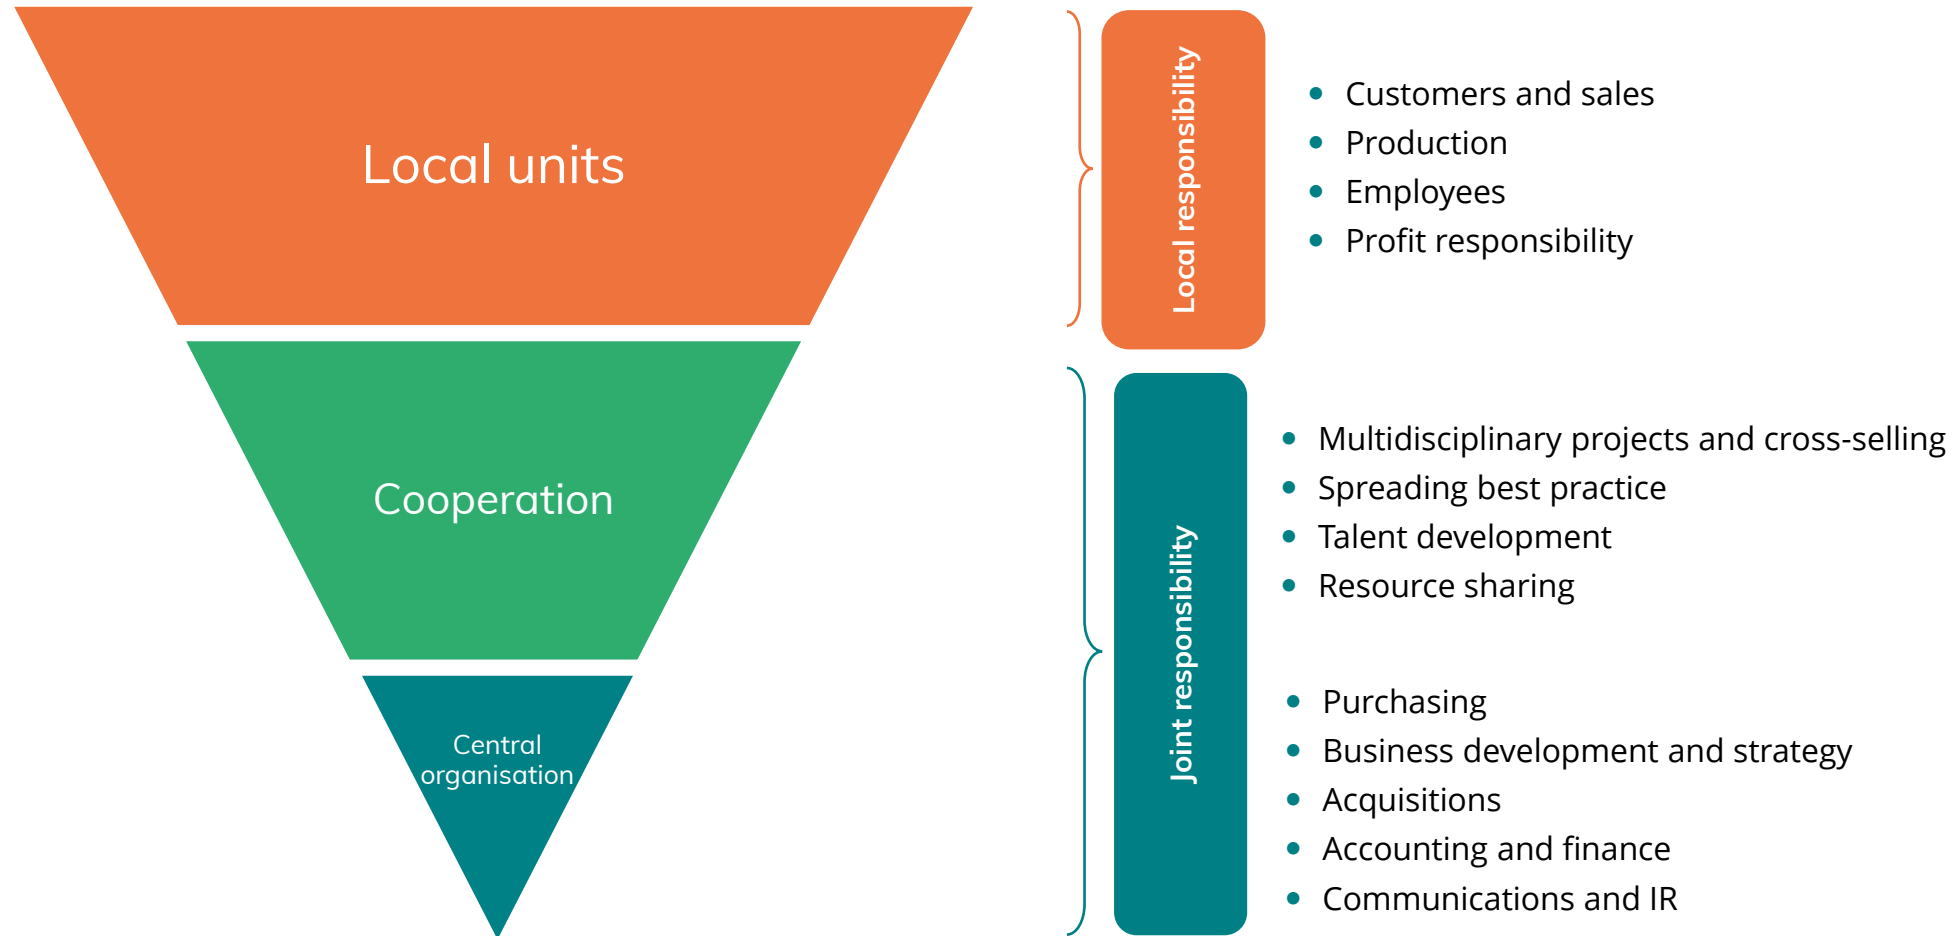 Local units
Cooperation
Central
organisation
Local responsibility
Customers and sales
Production
Employees
Profit responsibility
Joint responsibility
Multidisciplinary projects and cross-selling
Spreading best practice
Talent development
Resource sharing
Purchasing
Business development and strategy
Acquisitions
Accounting and finance
Communications and IR